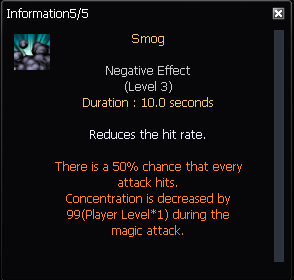 Information5/5
Smog
Negative Effect
(Level 3)
Duration : 10.0 seconds
Reduces the hit rate.
There is a 50% chance that every
attack hits.
Concentration is decreased by
99(Player Level*1) during the
magic attack.